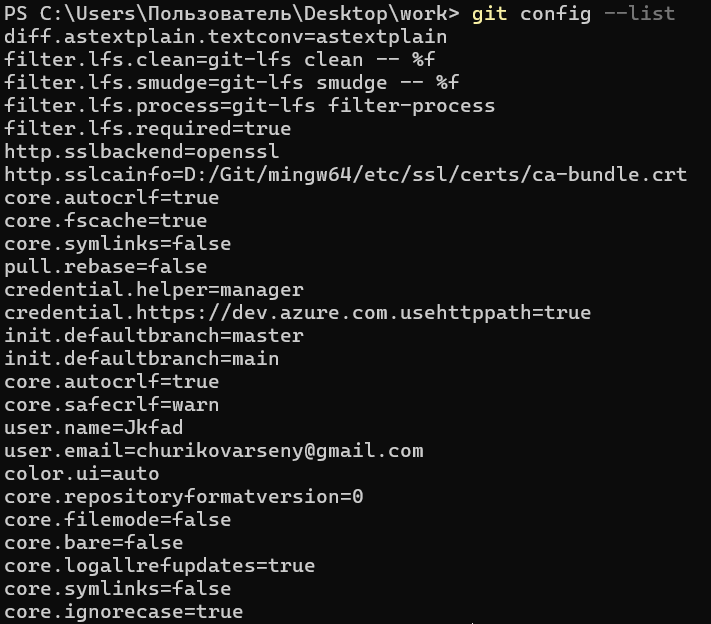 PS C:\Users\Пользователь\Desktop\work> git config --list
diff.astextplain.textconv=astextplain
filter.lfs.clean=git-lfs clean -- %f
filter.lfs.smudge=git-lfs smudge -- %f
filter.lfs.process=git-lfs filter-process
filter.lfs.required=true
http.sslbackend=openssl
http.sslcainfo=D:/Git/mingw64/etc/ssl/certs/ca-bundle.crt
core.autocrlf=true
core.fscache=true
core.symlinks=false
pull.rebase=false
credential.helper=manager
credential.https://dev.azure.com.usehttppath=true
init.defaultbranch=master
init.defaultbranch=main
core.autocrlf=true
core.safecrlf=warn
user.name=Jkfad
user.email=churikovarseny@gmail.com
color.ui=auto
core.repositoryformatversion=0
core.filemode=false
core.bare=false
core.logallrefupdates=true
core.symlinks=false
core.ignorecase=true